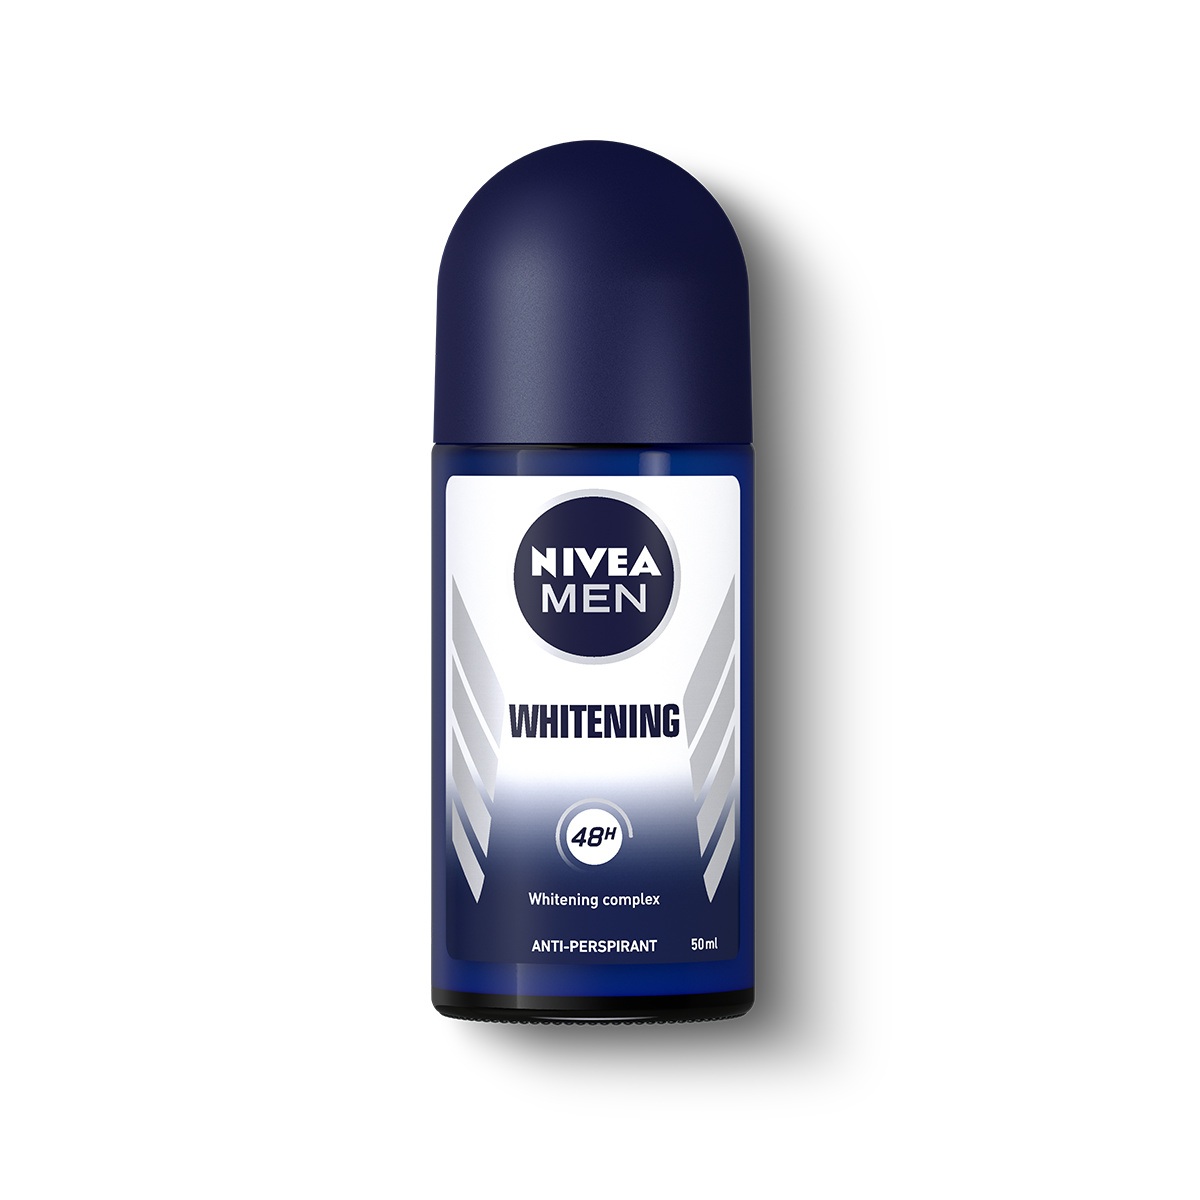 NIVEA
MEN
WHITENING
48H
Whitening complex
ANTI-PERSPIRANT 50ml